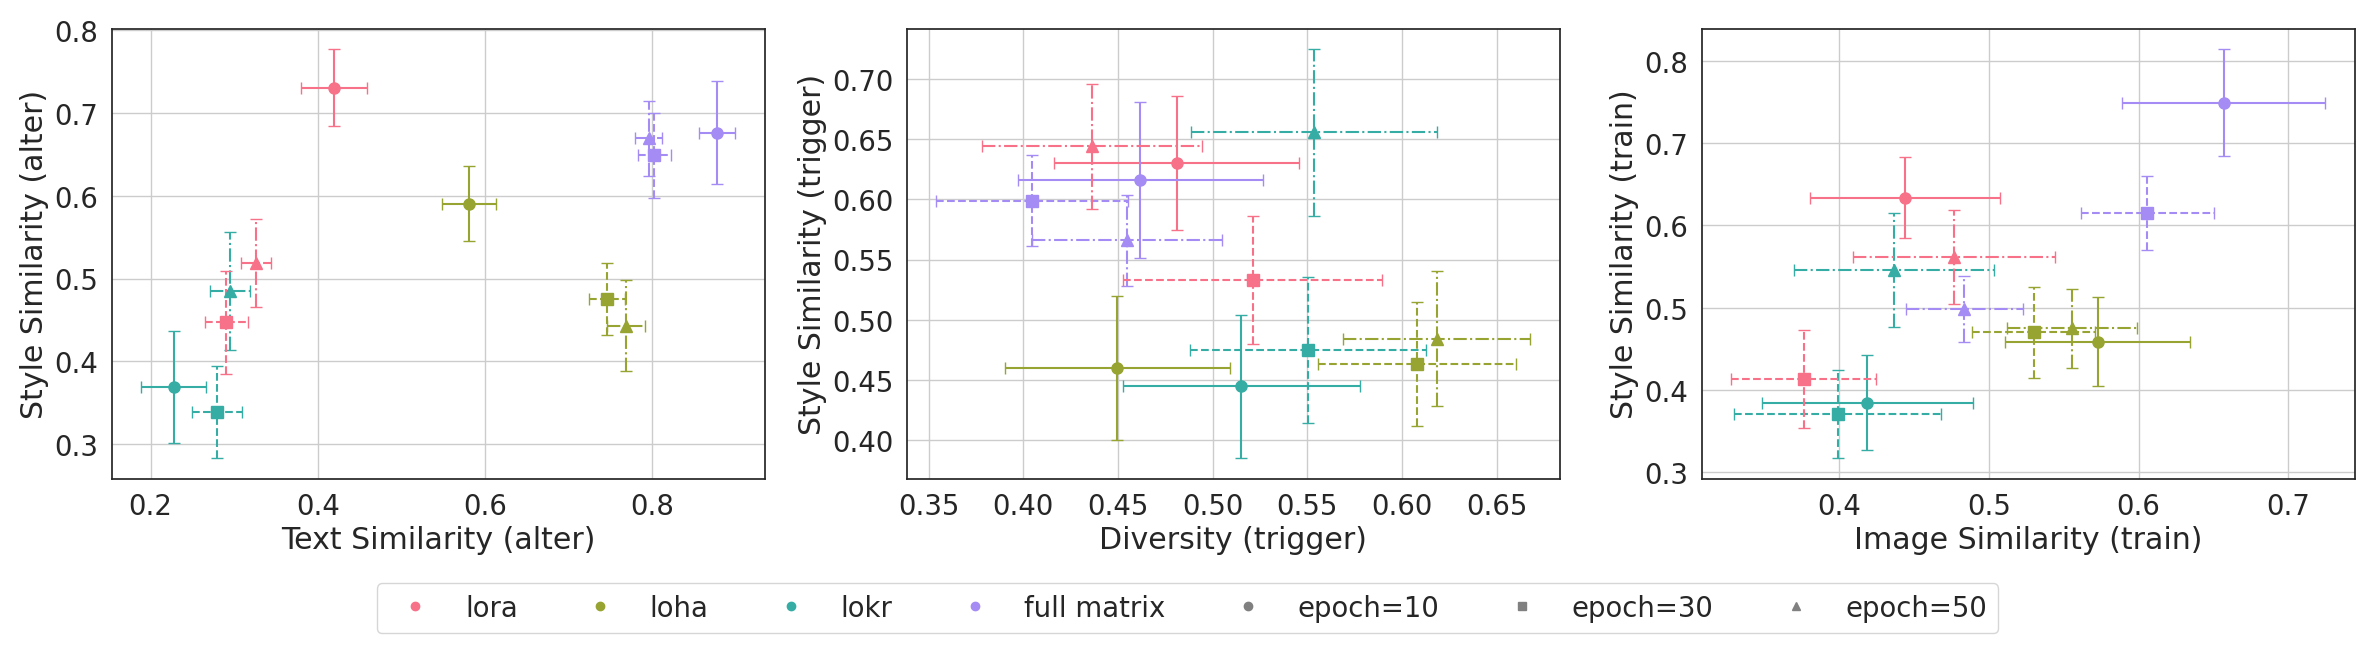 Style Similarity (alter)
0.8
0.7
0.6
0.5
0.4
0.3
0.2 0.4 0.6 0.8
Text Similarity (alter)
Style Similarity (trigger)
0.70
0.65
0.60
0.55
0.50
0.45
0.40
0.35 0.40 0.45 0.50 0.55 0.60 0.65
Diversity (trigger)
Style Similarity (train)
0.8
0.7
0.6
0.5
0.4
0.3
0.4 0.5 0.6 0.7
Image Similarity (train)
lora loha lokr full matrix epoch=10 epoch=30 epoch=50